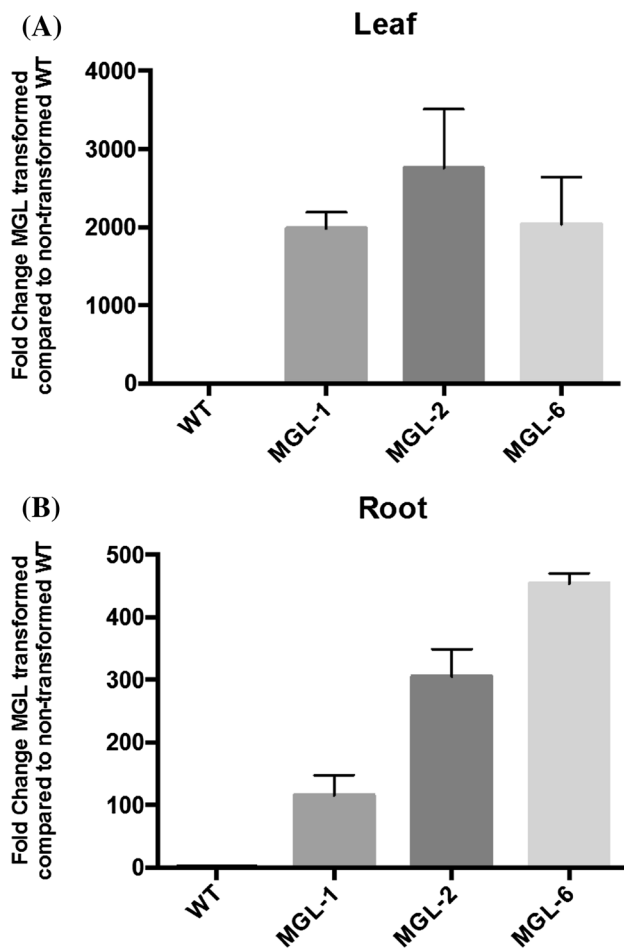 (A)
Leaf
Fold Change MGL transformed
compared to non-transformed WT
4000
3000
2000
1000
0
WT
MGL-1
MGL-2
MGL-6
(B)
Root
Fold Change MGL transformed
compared to non-transformed WT
500
400
300
200
100
0
WT
MGL-1
MGL-2
MGL-6